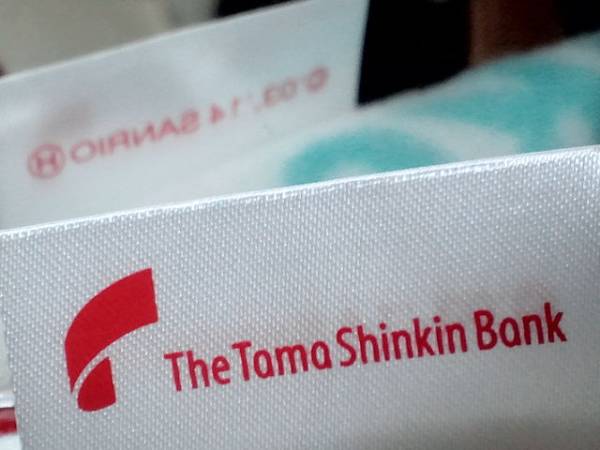 © '03, '14 SANRIO Ⓗ
The Tama Shinkin Bank